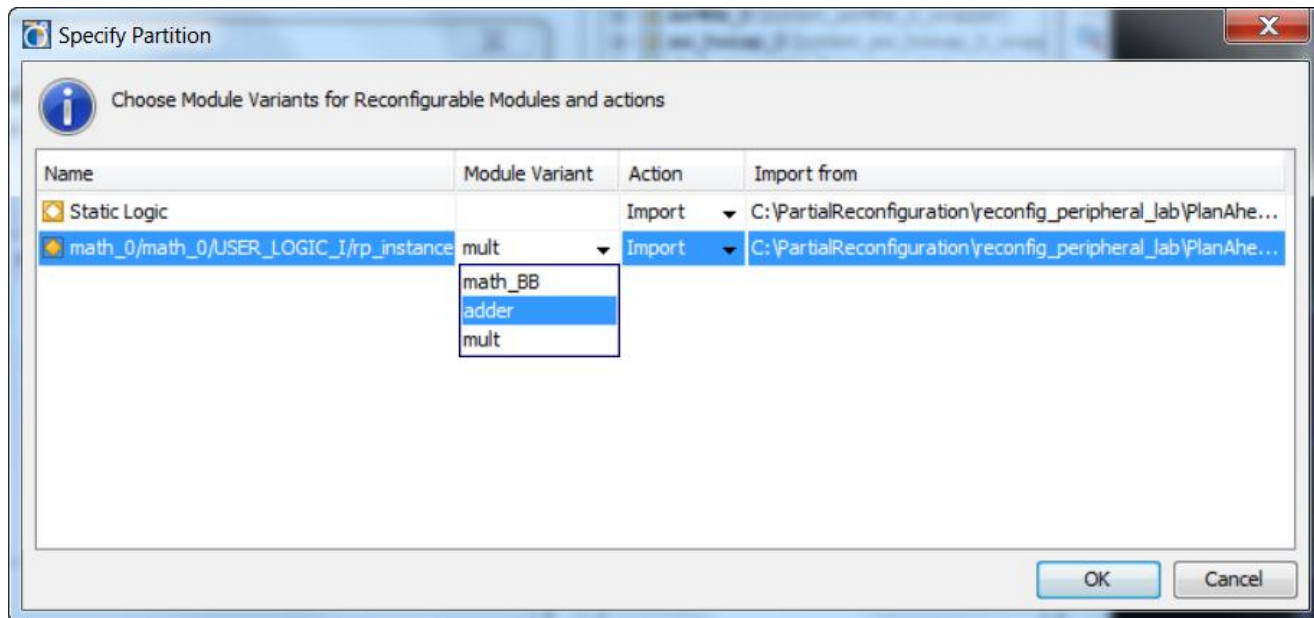 Specify Partition
Choose Module Variants for Reconfigurable Modules and actions
Name Module Variant Action Import from
Static Logic Import C:\PartialReconfiguration\reconfig_peripheral_lab\PlanAhe...
math_0/math_0/USER_LOGIC_I/rp_instance mult Import C:\PartialReconfiguration\reconfig_peripheral_lab\PlanAhe...
math_BB
adder
mult
OK Cancel